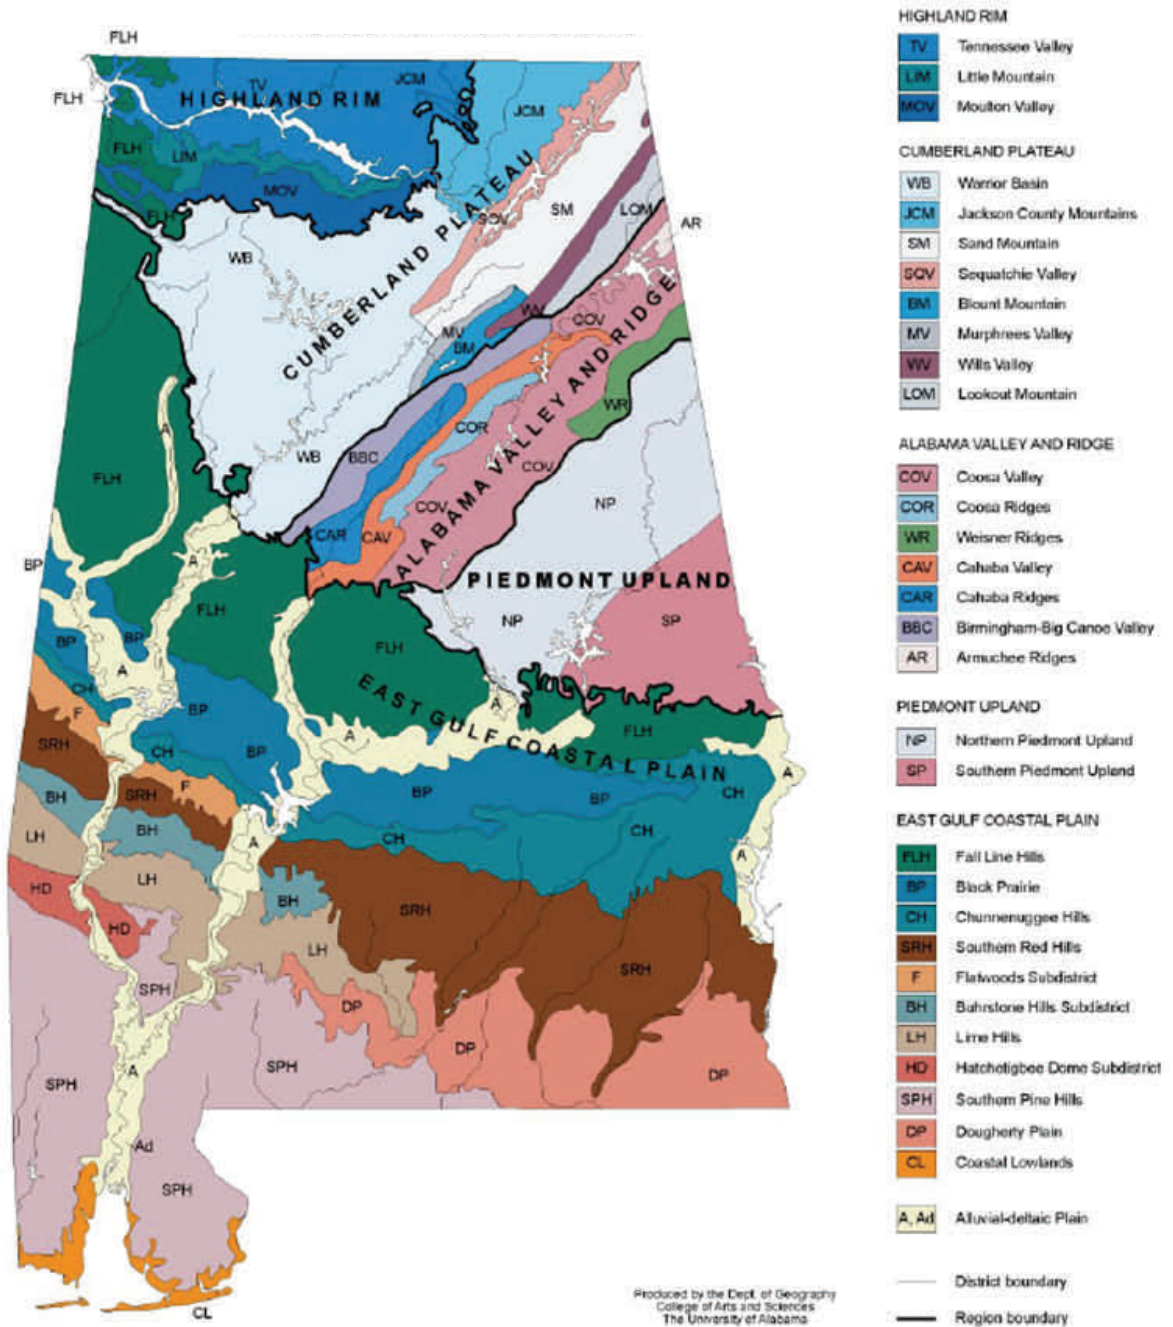 FLH
FLH
TV
JCM
HIGHLAND RIM
JCM
FLH
LIM
MOV
FLH
SQV
SM
LOM
AR
WB
CUMBERLAND PLATEAU
WV
COV
MV
BM
WR
COR
ALABAMA VALLEY AND RIDGE
WB
BBC
COV
FLH
A
NP
COV
CAR
CAV
A
BP
PIEDMONT UPLAND
FLH
NP
SP
BP
BP
FLH
A
CH
EAST GULF COASTAL PLAIN
A
F
BP
FLH
SRH
CH
BP
A
A
BH
SRH
F
BP
BP
CH
LH
BH
CH
CH
A
A
HD
LH
BH
SRH
HD
LH
SRH
SPH
DP
DP
SPH
A
SPH
DP
Ad
SPH
CL
HIGHLAND RIM
TV Tennessee Valley
LIM Little Mountain
MOV Moulton Valley
CUMBERLAND PLATEAU
WB Warrior Basin
JCM Jackson County Mountains
SM Sand Mountain
SQV Sequatchie Valley
BM Blount Mountain
MV Murphrees Valley
WV Wills Valley
LOM Lookout Mountain
ALABAMA VALLEY AND RIDGE
COV Coosa Valley
COR Coosa Ridges
WR Weisner Ridges
CAV Cahaba Valley
CAR Cahaba Ridges
BBC Birmingham-Big Canoe Valley
AR Armuchee Ridges
PIEDMONT UPLAND
NP Northern Piedmont Upland
SP Southern Piedmont Upland
EAST GULF COASTAL PLAIN
FLH Fall Line Hills
BP Black Prairie
CH Chunnenuggee Hills
SRH Southern Red Hills
F Flatwoods Subdistrict
BH Buhrstone Hills Subdistrict
LH Lime Hills
HD Hatchetigbee Dome Subdistrict
SPH Southern Pine Hills
DP Dougherty Plain
CL Coastal Lowlands
A, Ad Alluvial-deltaic Plain
District boundary
Region boundary
Produced by the Dept. of Geography
College of Arts and Sciences
The University of Alabama